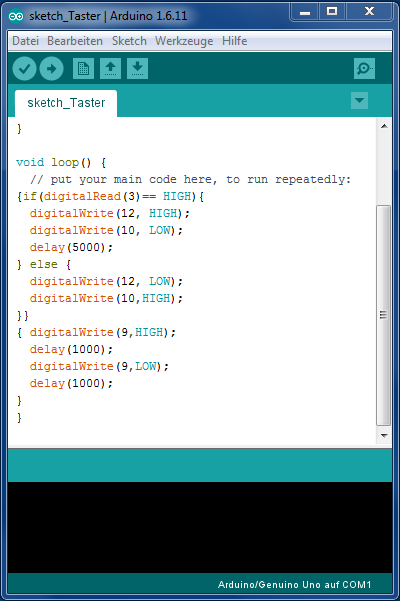 sketch_Taster | Arduino 1.6.11
Datei Bearbeiten Sketch Werkzeuge Hilfe
sketch_Taster
}
void loop() {
  // put your main code here, to run repeatedly:
{if(digitalRead(3)== HIGH){
  digitalWrite(12, HIGH);
  digitalWrite(10, LOW);
  delay(5000);
} else {
  digitalWrite(12, LOW);
  digitalWrite(10,HIGH);
}}
{ digitalWrite(9,HIGH);
  delay(1000);
  digitalWrite(9,LOW);
  delay(1000);
}
}
Arduino/Genuino Uno auf COM1